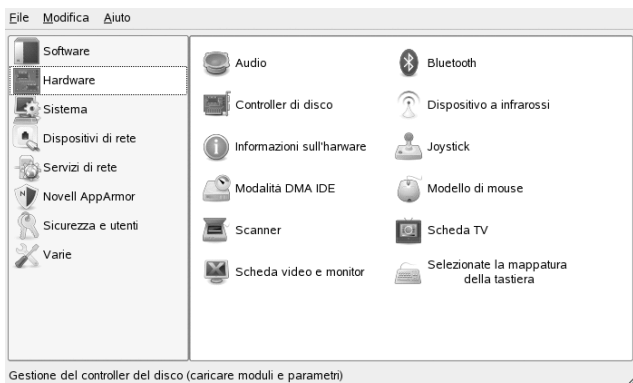 File Modifica Aiuto
Software
Hardware
Sistema
Dispositivi di rete
Servizi di rete
Novell AppArmor
Sicurezza e utenti
Varie
Audio
Bluetooth
Controller di disco
Dispositivo a infrarossi
Informazioni sull'harware
Joystick
Modalità DMA IDE
Modello di mouse
Scanner
Scheda TV
Scheda video e monitor
Selezionate la mappatura
della tastiera
Gestione del controller del disco (caricare moduli e parametri)